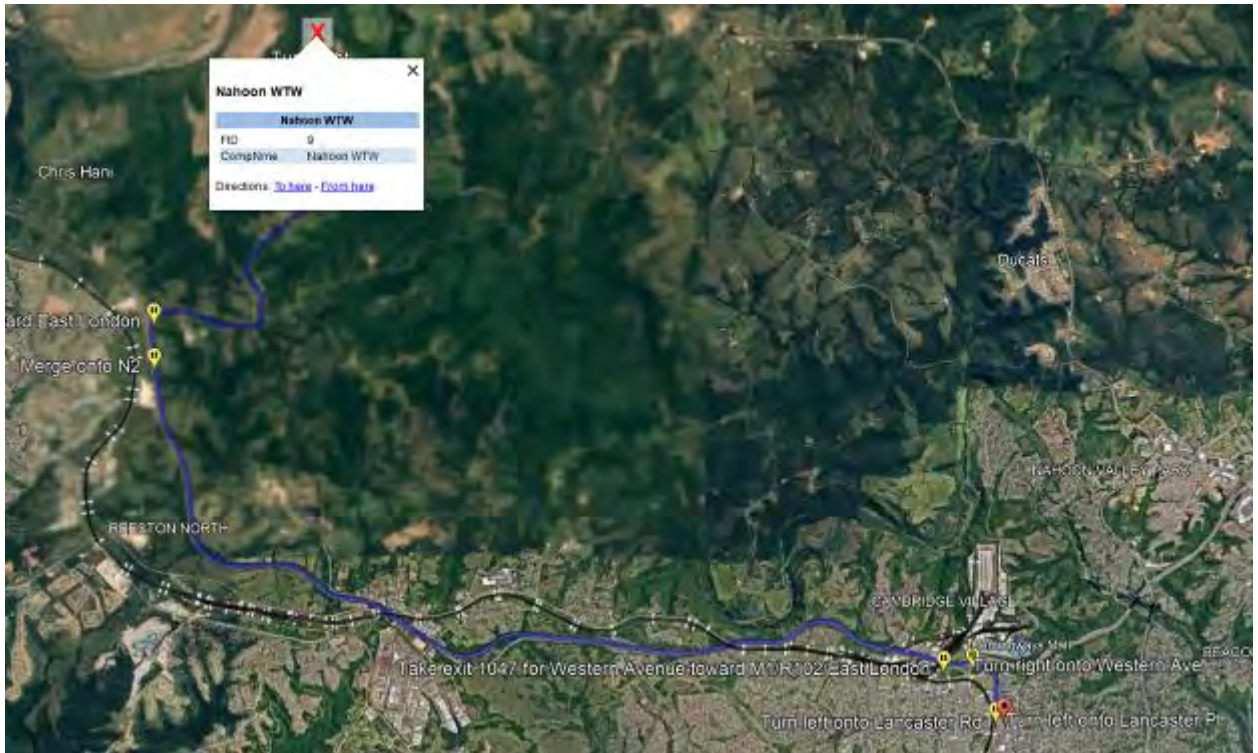 Nahoon WTW
Nahoon WTW
FID 9
CompNme Nahoon WTW
Directions: To here - From here
Chris Hani
Ducats
ard East London
Merge onto N2
NAHOON VALLEY PARK
REESTON NORTH
CAMBRIDGE VILLAGE
Take exit 1047 for Western Avenue toward M1/R102 East London
Turn right onto Western Ave
BEACO
Turn left onto Lancaster Rd
Turn left onto Lancaster Pl